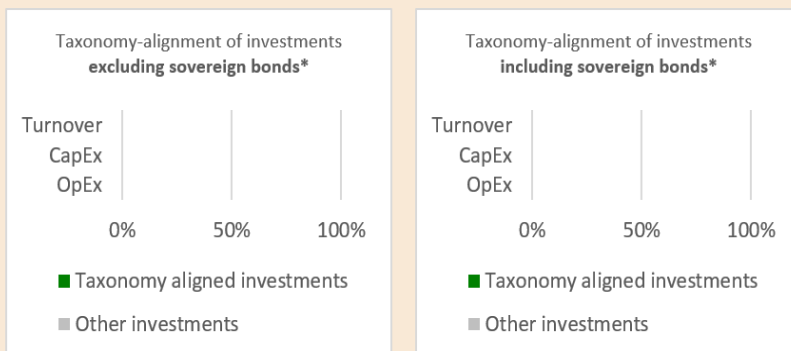 Taxonomy-alignment of investments
excluding sovereign bonds*
Turnover
CapEx
OpEx
0% 50% 100%
Taxonomy aligned investments
Other investments
Taxonomy-alignment of investments
including sovereign bonds*
Turnover
CapEx
OpEx
0% 50% 100%
Taxonomy aligned investments
Other investments